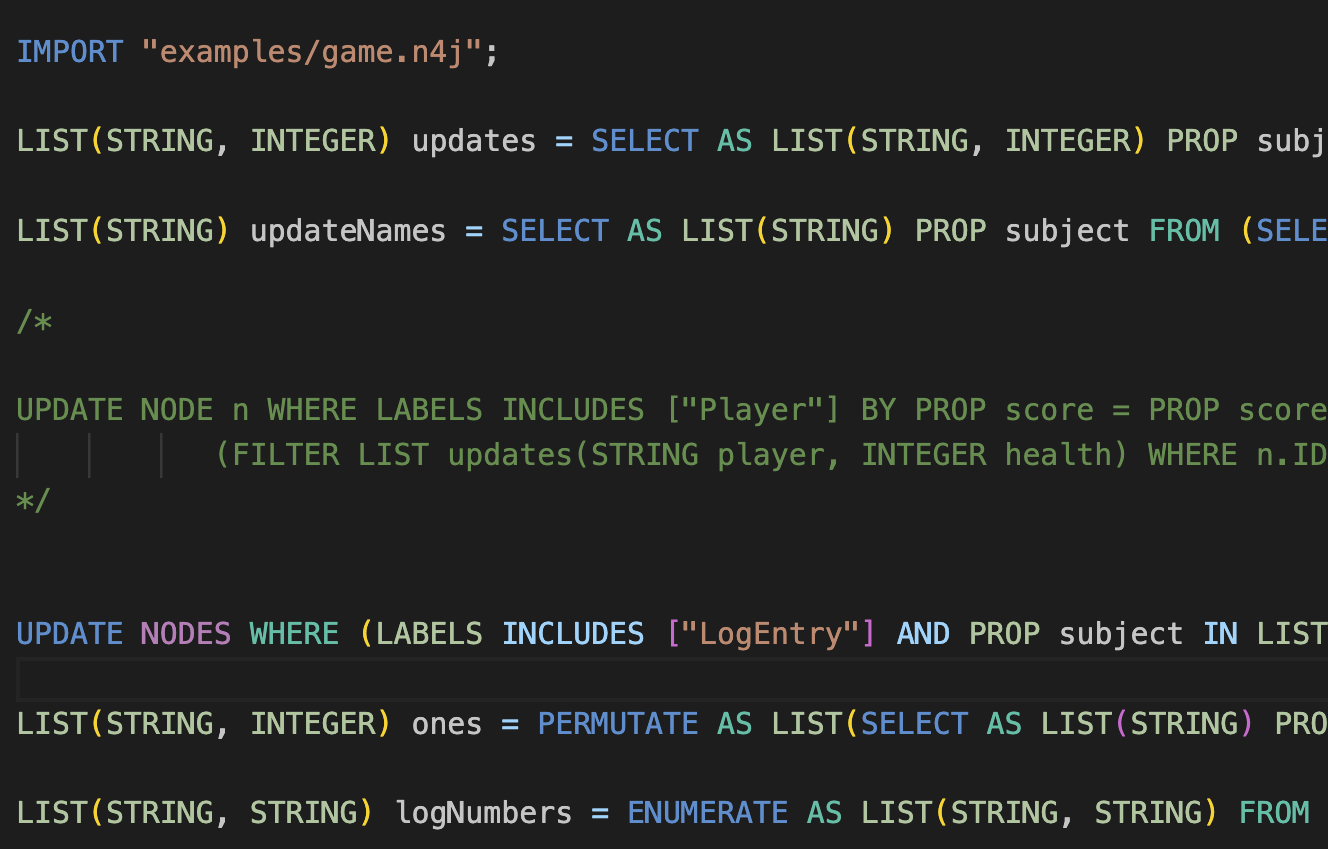 IMPORT "examples/game.n4j";
LIST(STRING, INTEGER) updates = SELECT AS LIST(STRING, INTEGER) PROP subj
LIST(STRING) updateNames = SELECT AS LIST(STRING) PROP subject FROM (SELE
/*
UPDATE NODE n WHERE LABELS INCLUDES ["Player"] BY PROP score = PROP score
(FILTER LIST updates(STRING player, INTEGER health) WHERE n.ID
*/
UPDATE NODES WHERE (LABELS INCLUDES ["LogEntry"] AND PROP subject IN LIST
LIST(STRING, INTEGER) ones = PERMUTATE AS LIST(SELECT AS LIST(STRING) PRO
LIST(STRING, STRING) logNumbers = ENUMERATE AS LIST(STRING, STRING) FROM